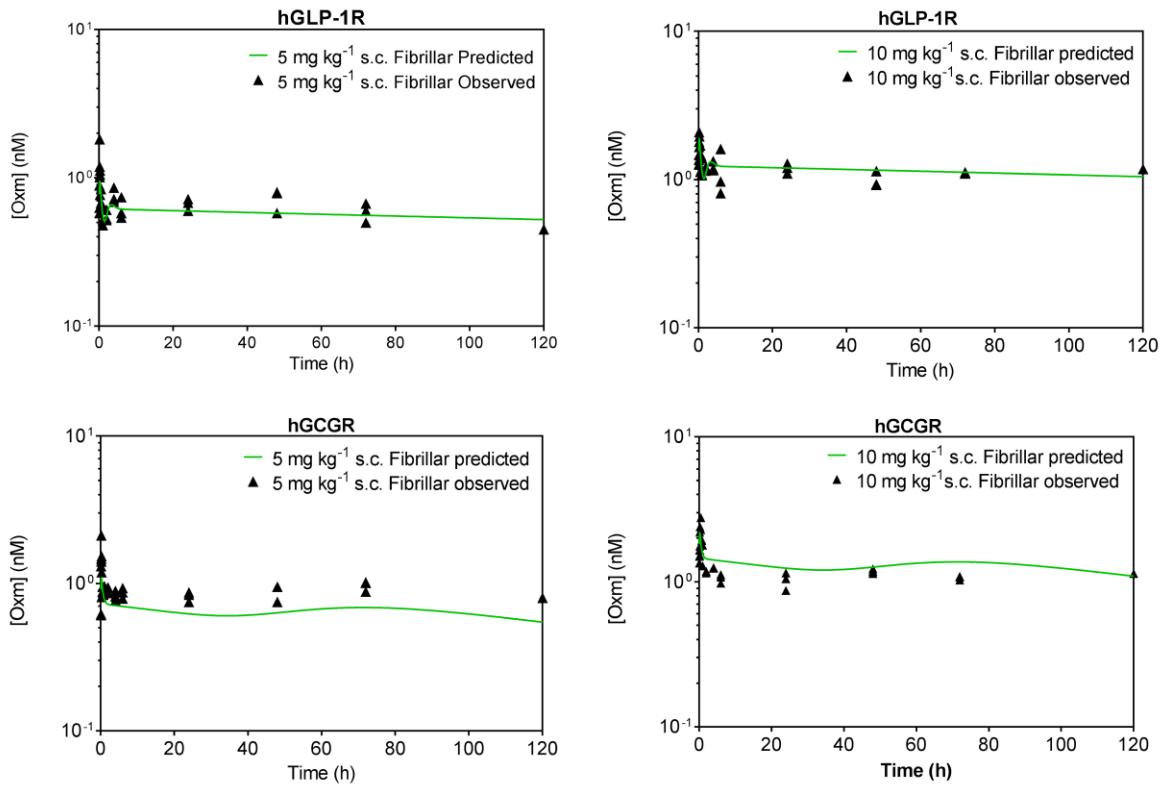 hGLP-1R
5 mg kg⁻¹ s.c. Fibrillar Predicted
5 mg kg⁻¹ s.c. Fibrillar Observed
[Oxm] (nM)
10¹
10⁰
10⁻¹
0 20 40 60 80 100 120
Time (h)
hGLP-1R
10 mg kg⁻¹ s.c. Fibrillar predicted
10 mg kg⁻¹s.c. Fibrillar observed
[Oxm] (nM)
10¹
10⁰
10⁻¹
0 20 40 60 80 100 120
Time (h)
hGCGR
5 mg kg⁻¹ s.c. Fibrillar predicted
5 mg kg⁻¹ s.c. Fibrillar observed
[Oxm] (nM)
10¹
10⁰
10⁻¹
0 20 40 60 80 100 120
Time (h)
hGCGR
10 mg kg⁻¹ s.c. Fibrillar predicted
10 mg kg⁻¹s.c. Fibrillar observed
[Oxm] (nM)
10¹
10⁰
10⁻¹
0 20 40 60 80 100 120
Time (h)